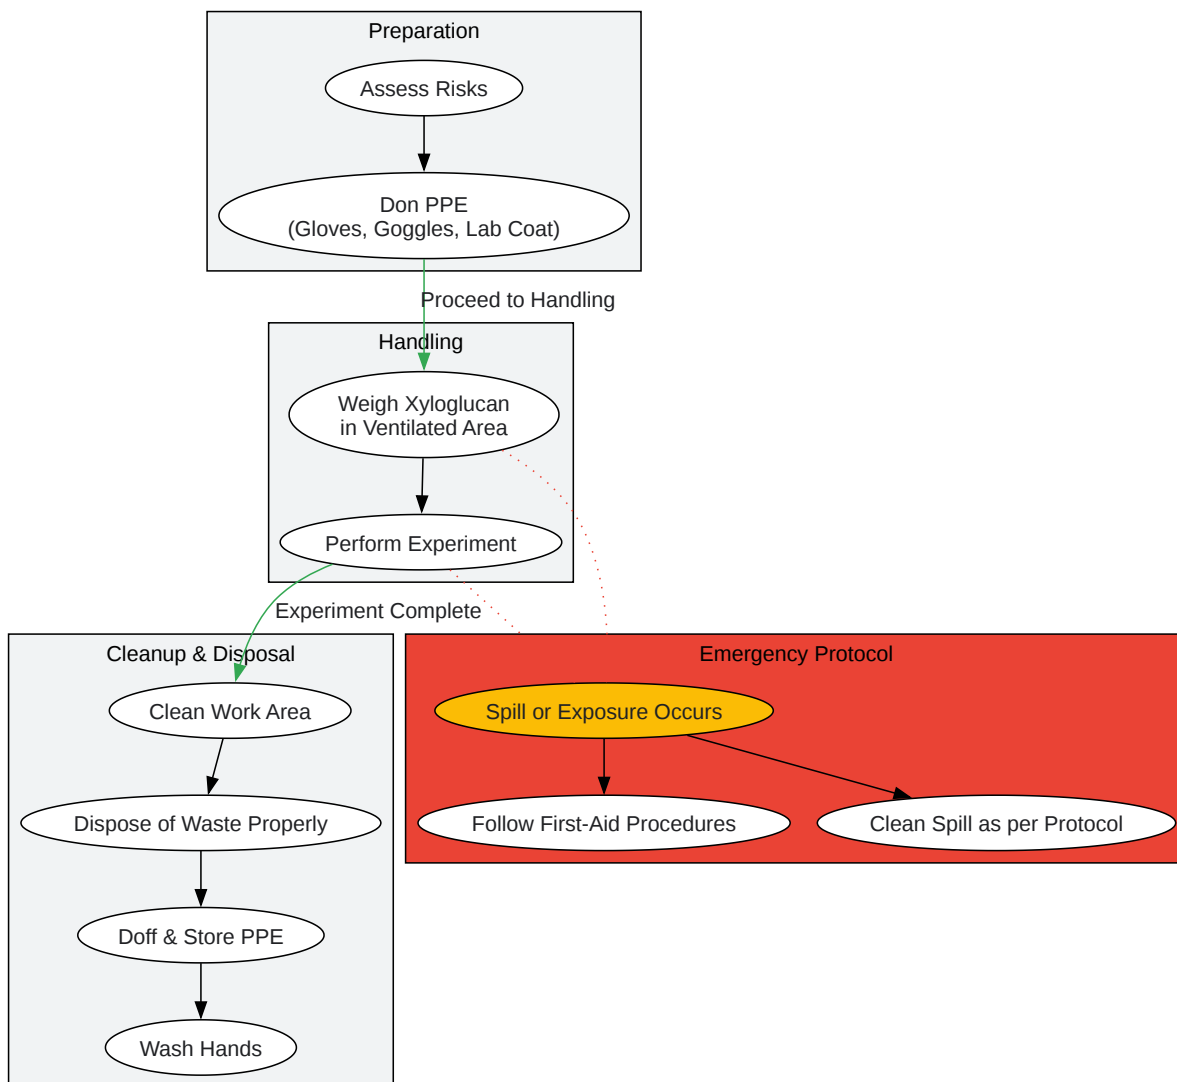 Preparation
Assess Risks
Don PPE
(Gloves, Goggles, Lab Coat)
Proceed to Handling
Handling
Weigh Xyloglucan
in Ventilated Area
Perform Experiment
Experiment Complete
Cleanup & Disposal
Clean Work Area
Dispose of Waste Properly
Doff & Store PPE
Wash Hands
Emergency Protocol
Spill or Exposure Occurs
Follow First-Aid Procedures
Clean Spill as per Protocol